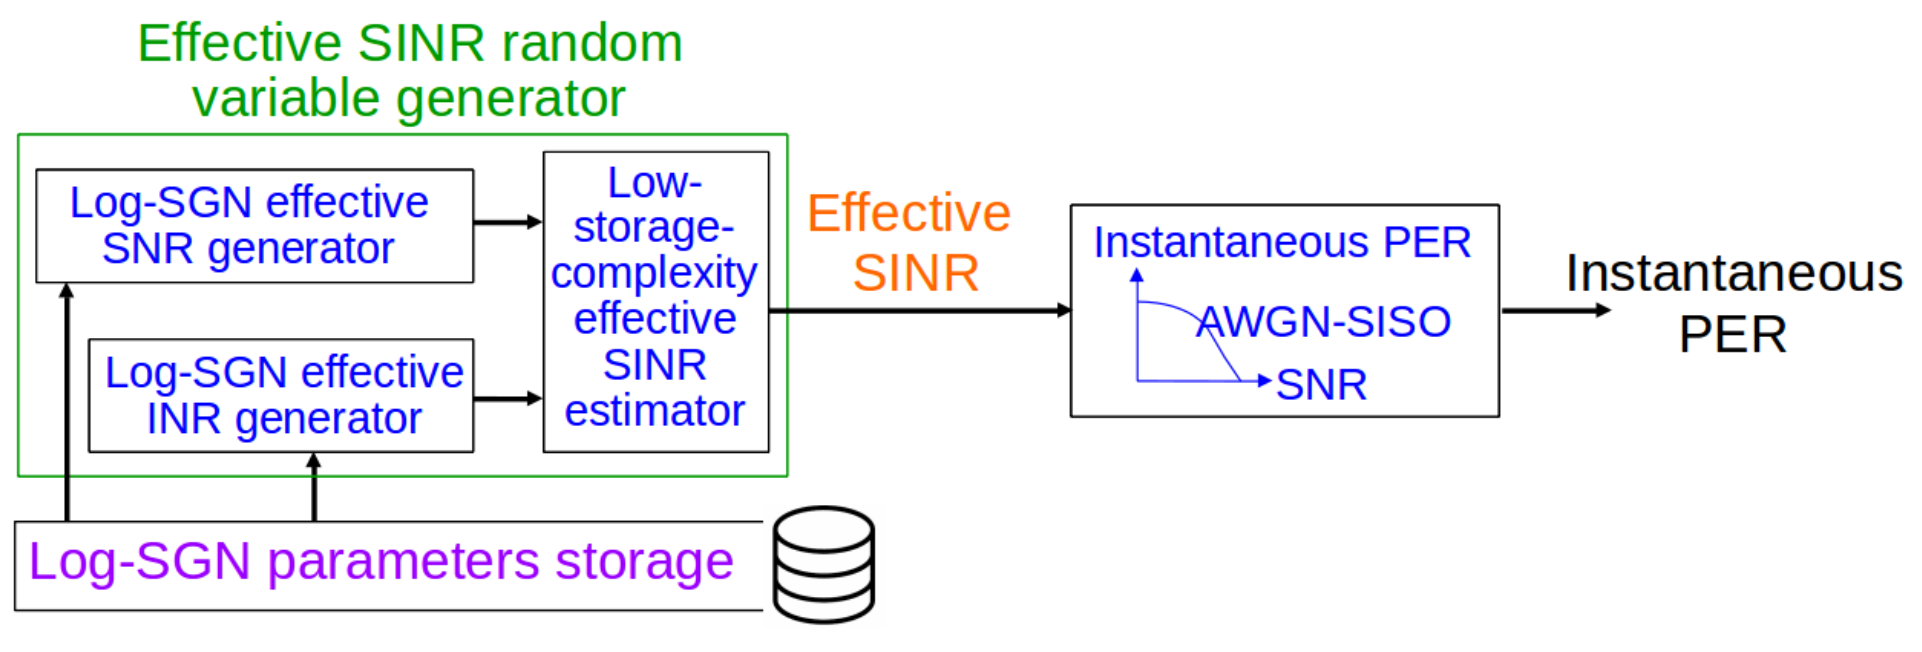 Effective SINR random
variable generator
Log-SGN effective
SNR generator
Log-SGN effective
INR generator
Low-
storage-
complexity
effective
SINR
estimator
Effective
SINR
Instantaneous PER
AWGN-SISO
SNR
Instantaneous
PER
Log-SGN parameters storage